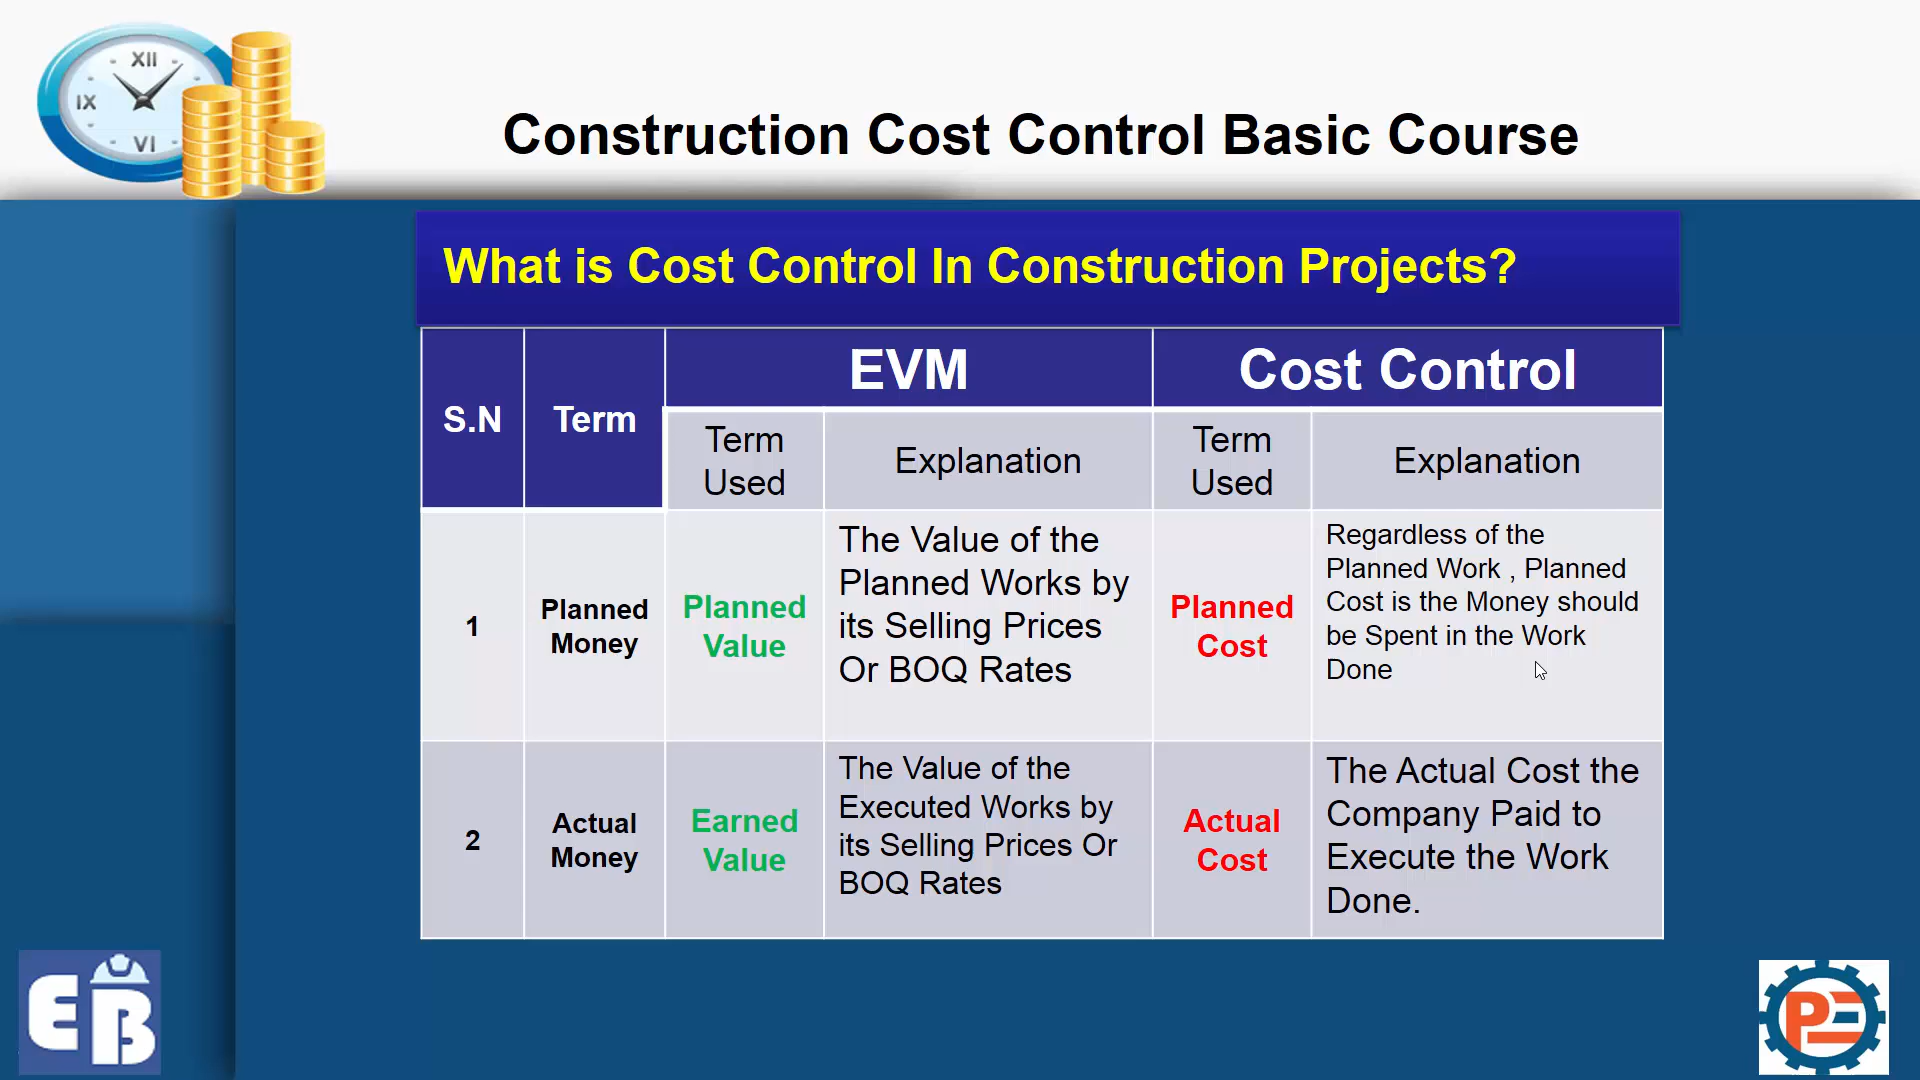 XII
IX
VI
Construction Cost Control Basic Course
What is Cost Control In Construction Projects?
S.N
Term
EVM
Cost Control
Term
Used
Explanation
Term
Used
Explanation
1
Planned
Money
Planned
Value
The Value of the
Planned Works by
its Selling Prices
Or BOQ Rates
Planned
Cost
Regardless of the
Planned Work , Planned
Cost is the Money should
be Spent in the Work
Done
2
Actual
Money
Earned
Value
The Value of the
Executed Works by
its Selling Prices Or
BOQ Rates
Actual
Cost
The Actual Cost the
Company Paid to
Execute the Work
Done.
EB
PE